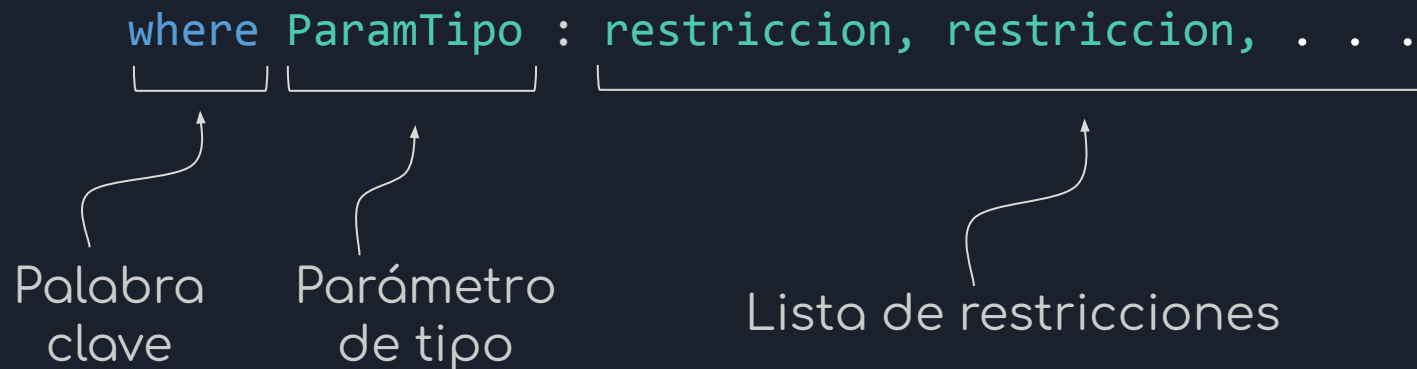 where ParamTipo : restriccion, restriccion, . . .
Palabra
clave
Parámetro
de tipo
Lista de restricciones